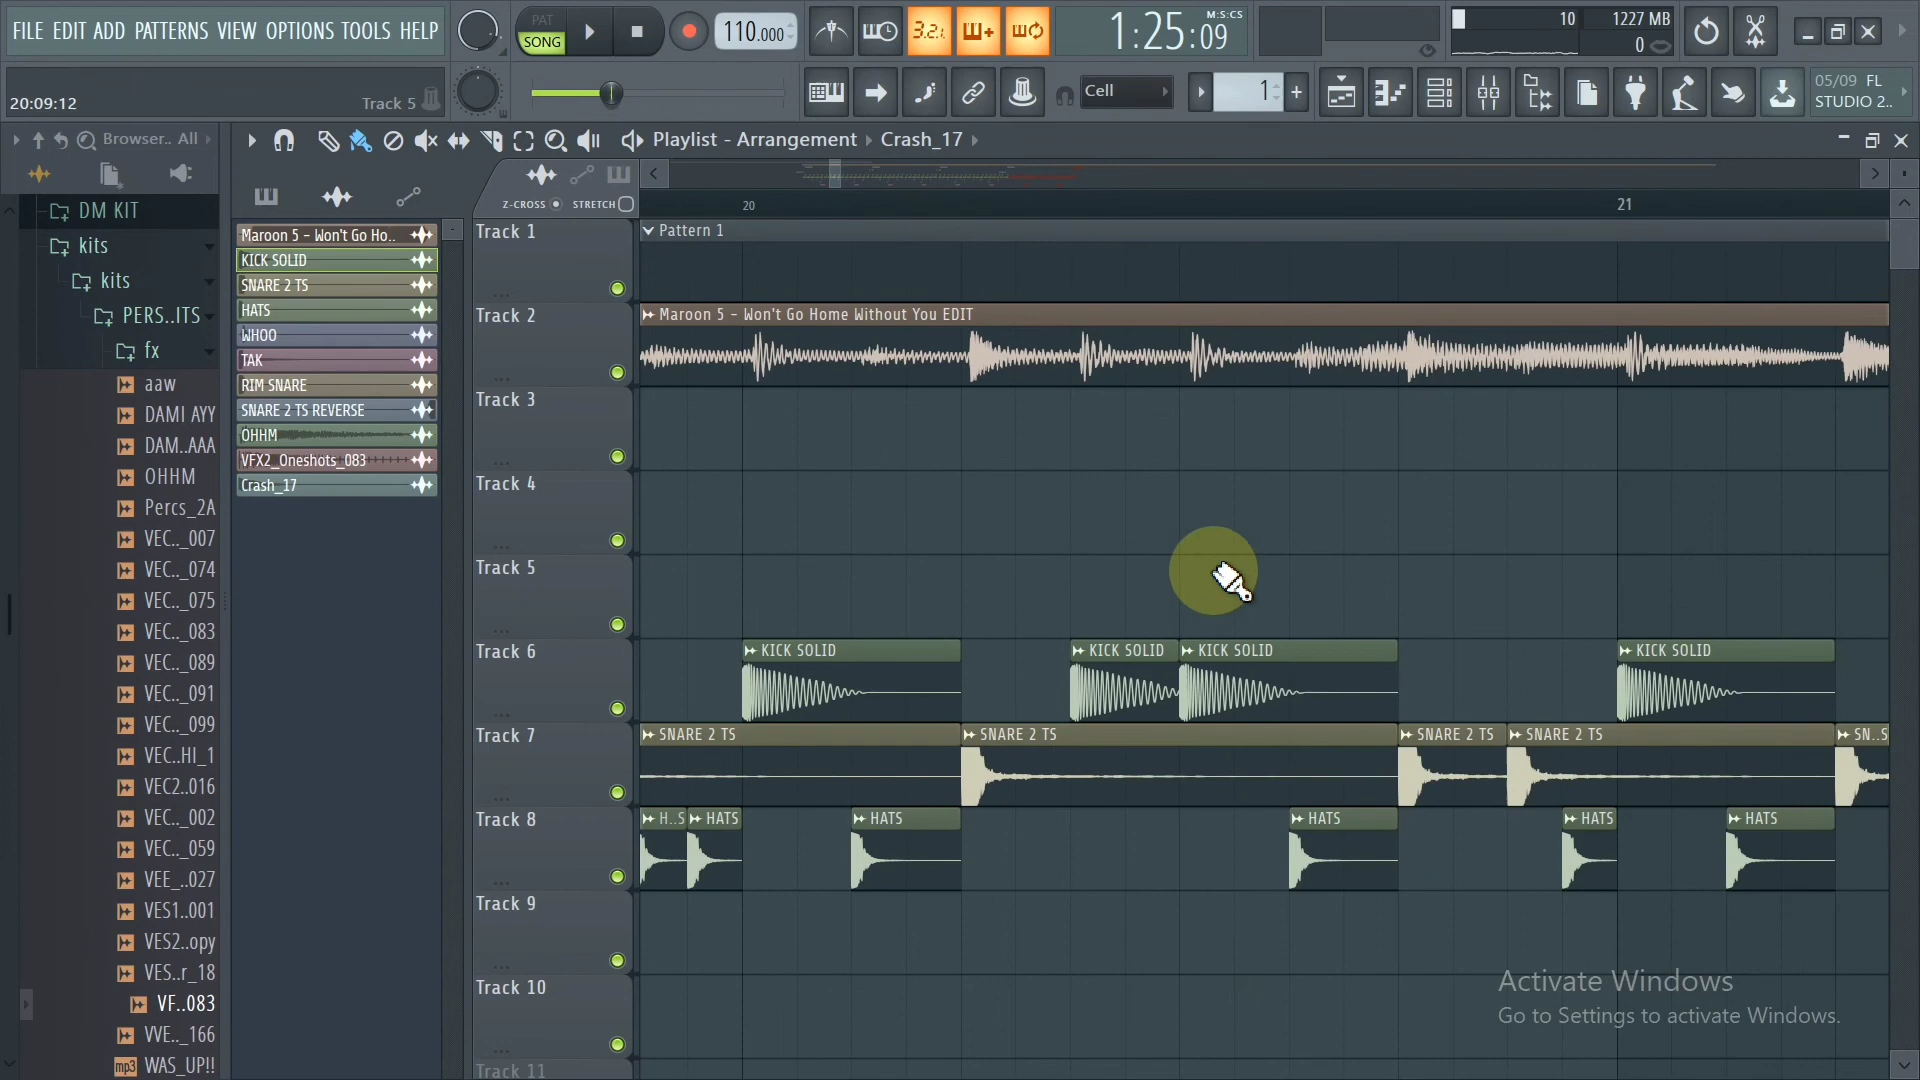 FILE EDIT ADD PATTERNS VIEW OPTIONS TOOLS HELP
PAT
SONG
110.000
3.2.1
1:25:09
M:S:CS
10
1227 MB
0
20:09:12
Track 5
Cell
1
05/09 FL
STUDIO 2..
Browser.. All
Playlist - Arrangement
Crash_17
Z-CROSS
STRETCH
20
21
DM KIT
kits
kits
PERS..ITS
fx
aaw
DAMI AYY
DAM..AAA
OHHM
Percs_2A
VEC.._007
VEC.._074
VEC.._075
VEC.._083
VEC.._089
VEC.._091
VEC.._099
VEC..HI_1
VEC2..016
VEC.._002
VEC.._059
VEE_..027
VES1..001
VES2..opy
VES..r_18
VF..083
VVE.._166
mp3 WAS_UP!!
Maroon 5 - Won't Go Ho..
KICK SOLID
SNARE 2 TS
HATS
WHOO
TAK
RIM SNARE
SNARE 2 TS REVERSE
OHHM
VFX2_Oneshots_083
Crash_17
Track 1
Pattern 1
Track 2
Maroon 5 - Won't Go Home Without You EDIT
Track 3
Track 4
Track 5
Track 6
KICK SOLID
KICK SOLID
KICK SOLID
KICK SOLID
Track 7
SNARE 2 TS
SNARE 2 TS
SNARE 2 TS
SNARE 2 TS
SN..S
Track 8
H..S
HATS
HATS
HATS
HATS
HATS
Track 9
Track 10
Track 11
Activate Windows
Go to Settings to activate Windows.